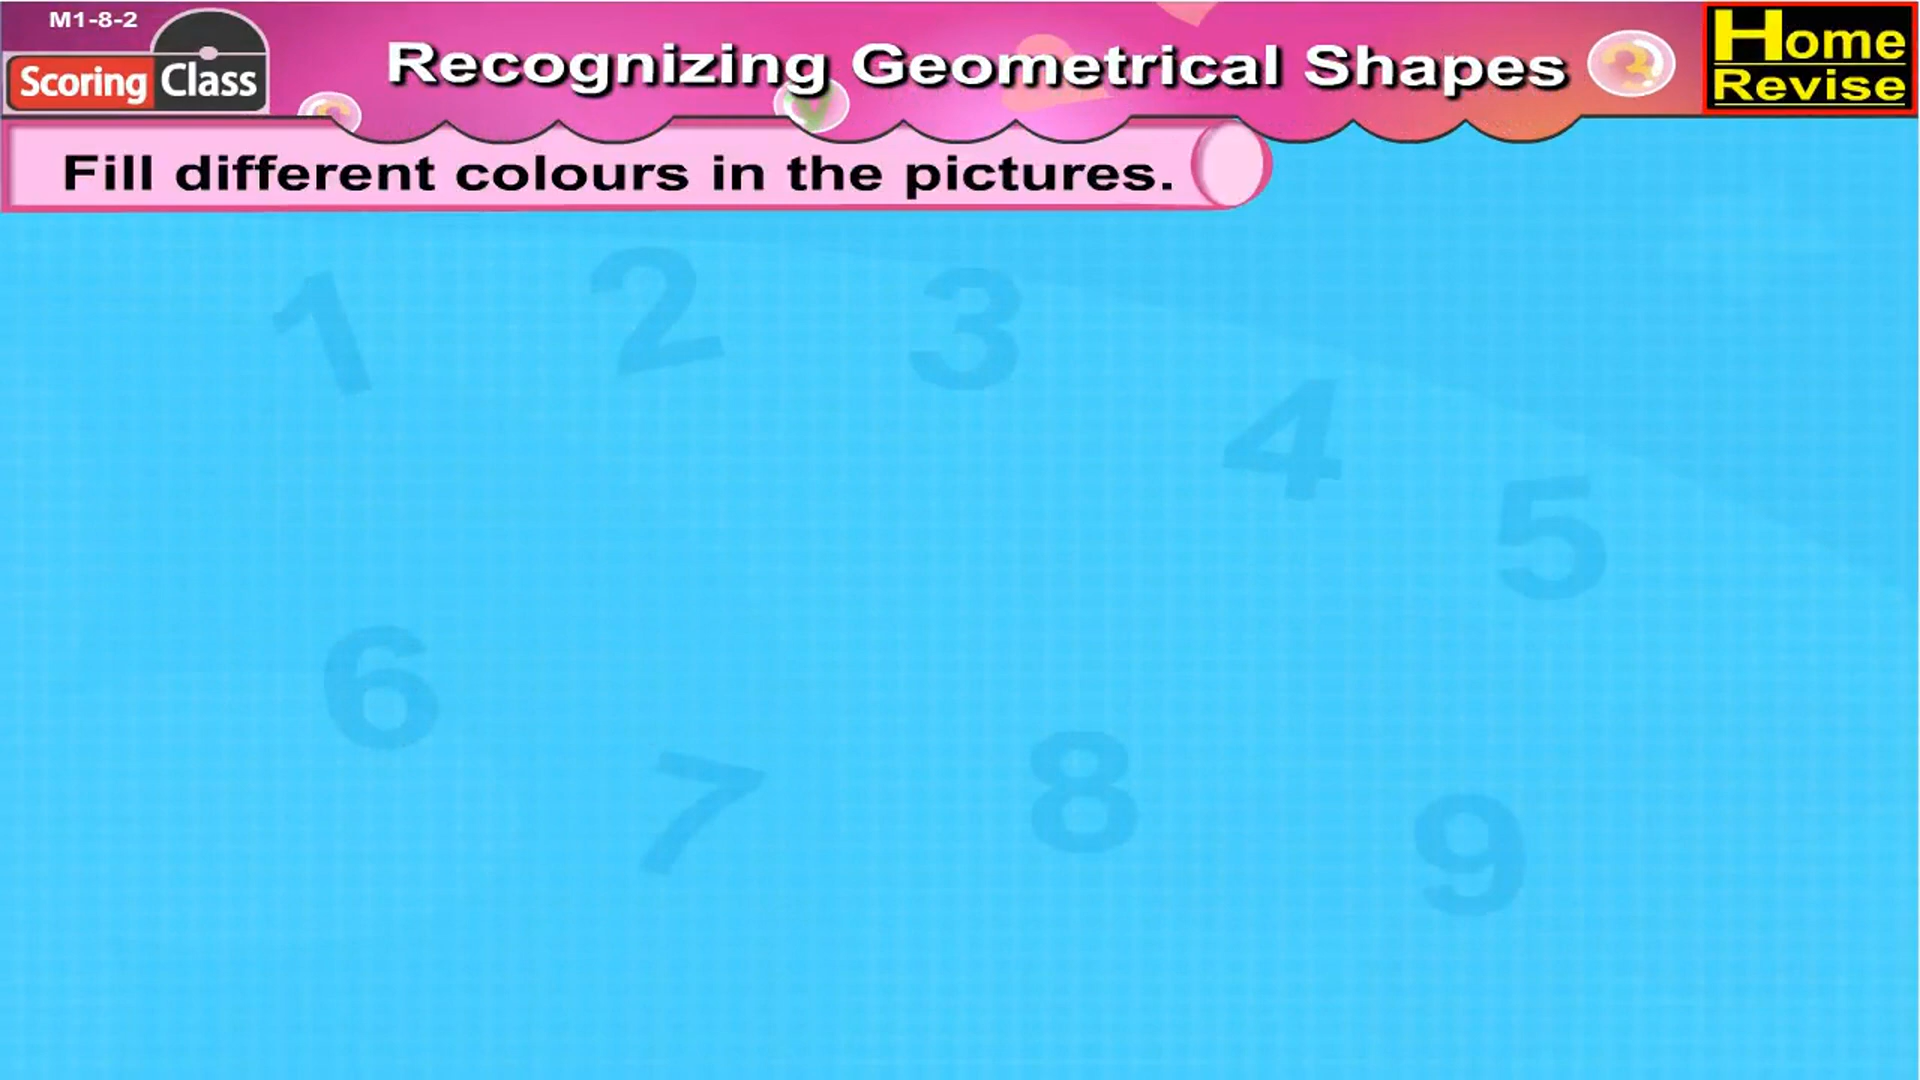 M1-8-2
Scoring Class
Recognizing Geometrical Shapes
Home
Revise
Fill different colours in the pictures.
1 2 3
4
5
6
7 8
9